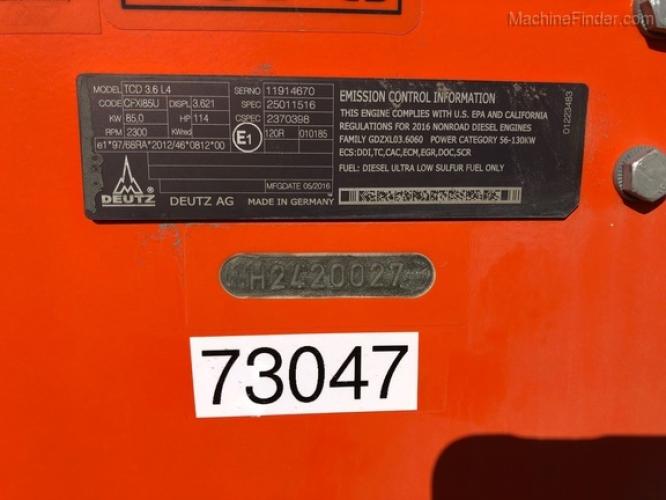 MachineFinder.com
MODEL TCD 3.6 L4 SERNO 11914670
CODE CFXI85U DISPL 3.621 SPEC 25011516
KW 85.0 HP 114 CSPEC 2370398
RPM 2300 KWred E1 120R 010185
e1*97/68RA*2012/46*0812*00
MFGDATE 05/2016
DEUTZ DEUTZ AG MADE IN GERMANY
EMISSION CONTROL INFORMATION
THIS ENGINE COMPLIES WITH U.S. EPA AND CALIFORNIA
REGULATIONS FOR 2016 NONROAD DIESEL ENGINES
FAMILY GDZXL03.6060 POWER CATEGORY 56-130KW
ECS:DDI,TC,CAC,ECM,EGR,DOC,SCR
FUEL: DIESEL ULTRA LOW SULFUR FUEL ONLY
01223483
H2420027
73047